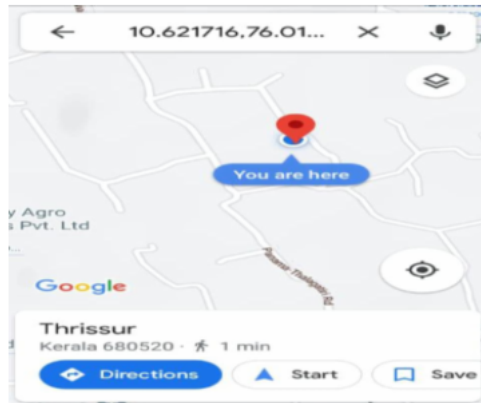 10.621716,76.01...
You are here
y Agro
s Pvt. Ltd
Google
Thrissur
Kerala 680520 · 1 min
Directions
Start
Save